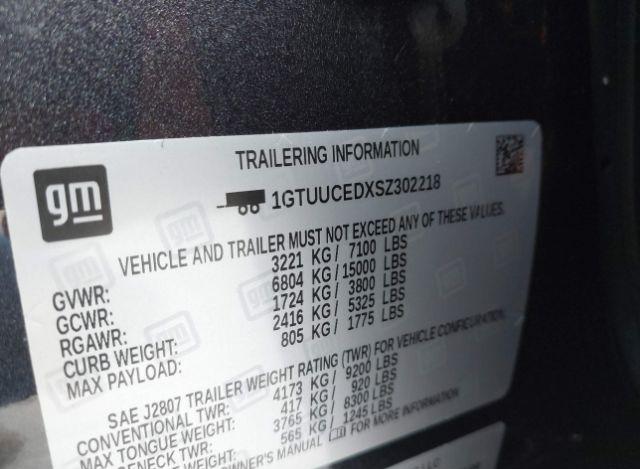 gm
TRAILERING INFORMATION
1GTUUCEDXSZ302218
VEHICLE AND TRAILER MUST NOT EXCEED ANY OF THESE VALUES.
GVWR: 3221 KG / 7100 LBS
GCWR: 6804 KG / 15000 LBS
RGAWR: 1724 KG / 3800 LBS
CURB WEIGHT: 2416 KG / 5325 LBS
MAX PAYLOAD: 805 KG / 1775 LBS
SAE J2807 TRAILER WEIGHT RATING (TWR) FOR VEHICLE CONFIGURATION.
CONVENTIONAL TWR: 4173 KG / 9200 LBS
MAX TONGUE WEIGHT: 417 KG / 920 LBS
TWR: 3765 KG / 8300 LBS
565 KG / 1245 LBS
OWNER'S MANUAL FOR MORE INFORMATION
LLC